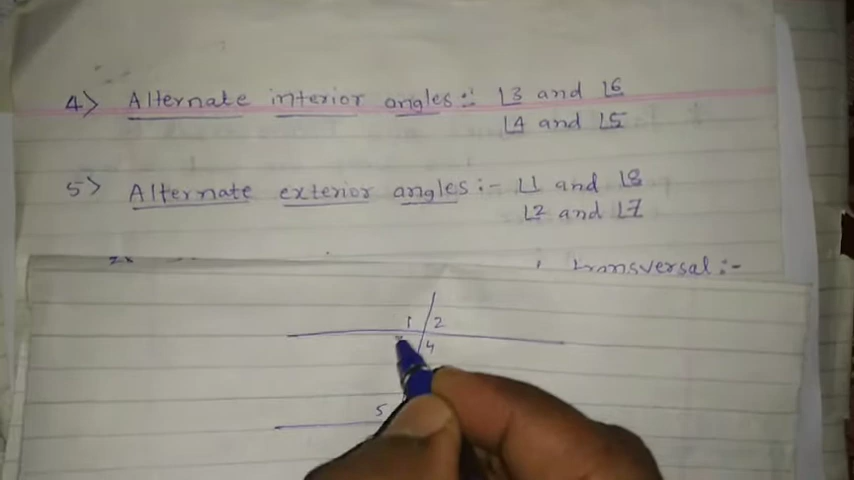 4> Alternate interior angles :- ∠3 and ∠6
∠4 and ∠5
5> Alternate exterior angles :- ∠1 and ∠8
∠2 and ∠7
transversal :-
1 2
4
5